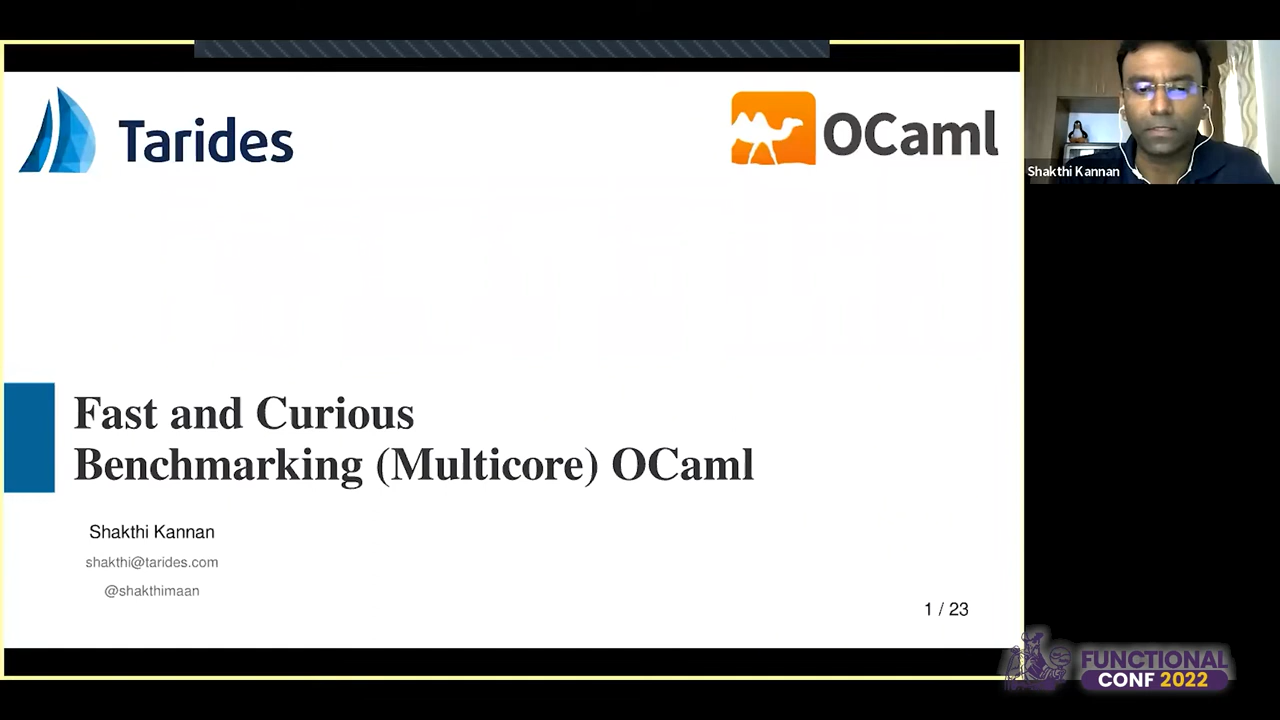 Tarides
OCaml
Shakthi Kannan
Fast and Curious
Benchmarking (Multicore) OCaml
Shakthi Kannan
shakthi@tarides.com
@shakthimaan
1 / 23
FUNCTIONAL
CONF 2022